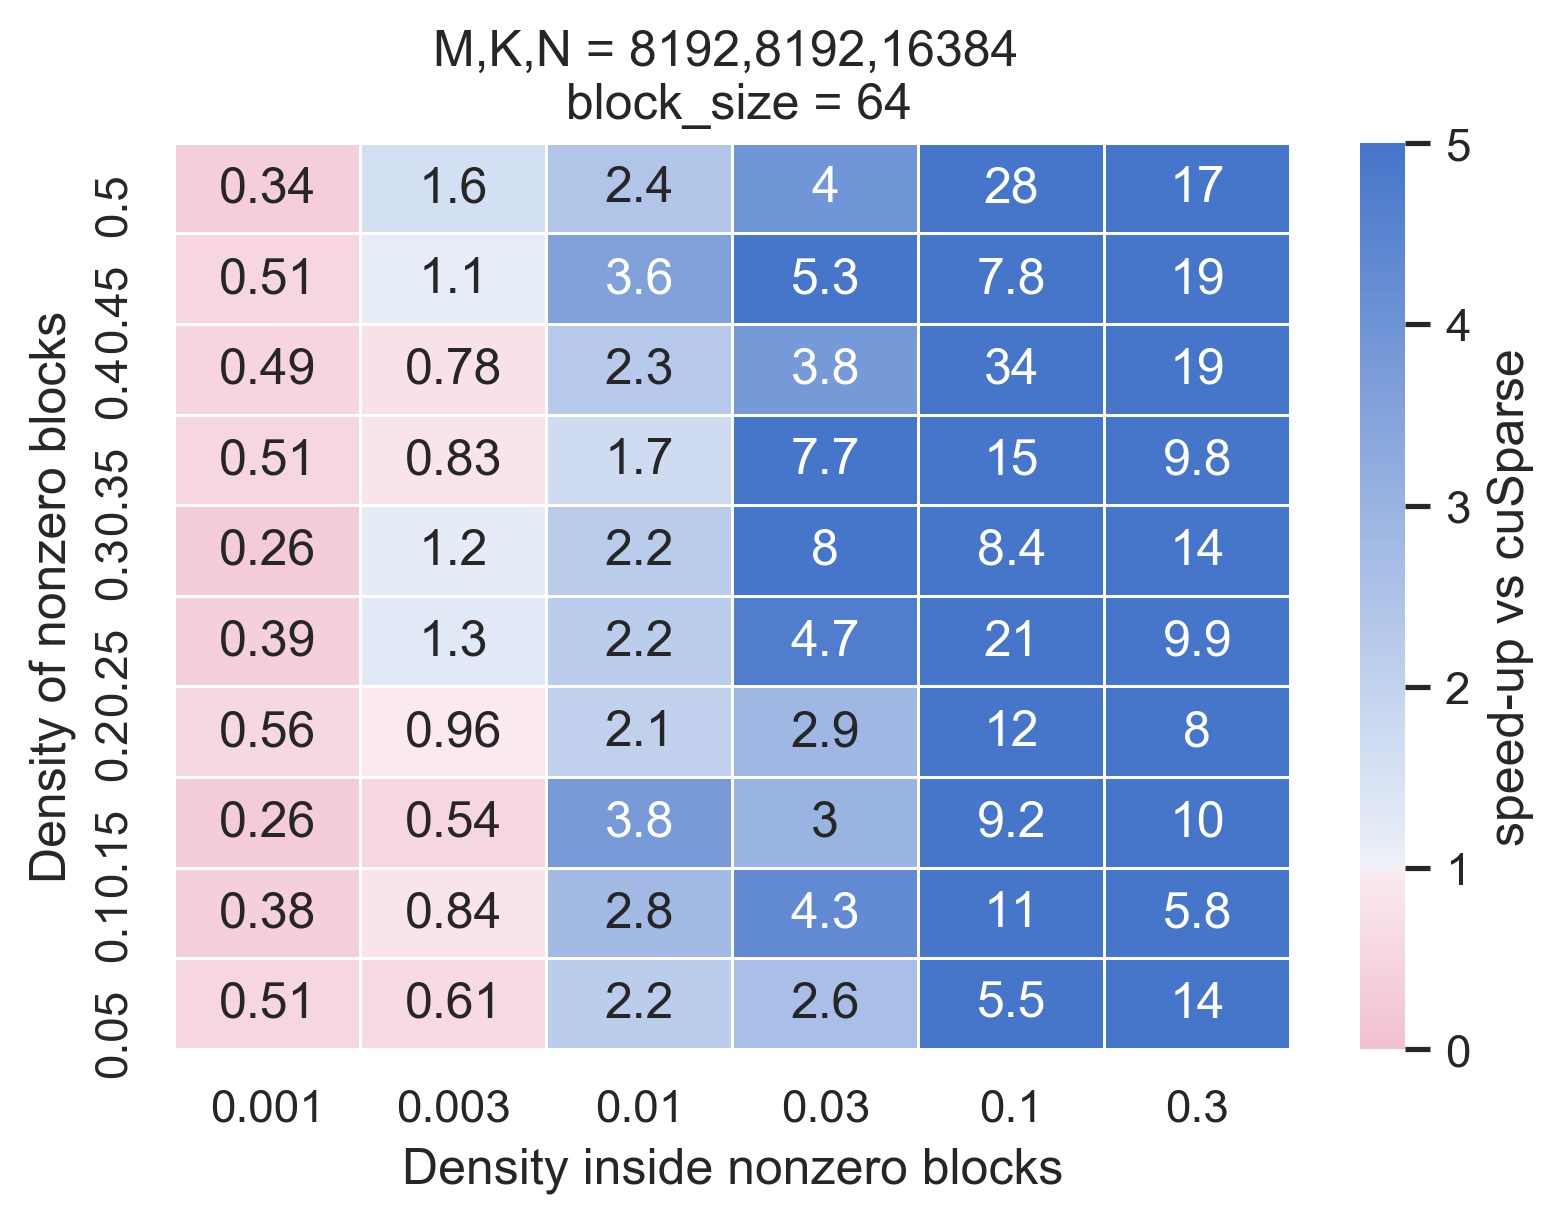 M,K,N = 8192,8192,16384
block_size = 64
Density of nonzero blocks
0.5 0.34 1.6 2.4 4 28 17
0.45 0.51 1.1 3.6 5.3 7.8 19
0.4 0.49 0.78 2.3 3.8 34 19
0.35 0.51 0.83 1.7 7.7 15 9.8
0.3 0.26 1.2 2.2 8 8.4 14
0.25 0.39 1.3 2.2 4.7 21 9.9
0.2 0.56 0.96 2.1 2.9 12 8
0.15 0.26 0.54 3.8 3 9.2 10
0.1 0.38 0.84 2.8 4.3 11 5.8
0.05 0.51 0.61 2.2 2.6 5.5 14
0.001 0.003 0.01 0.03 0.1 0.3
Density inside nonzero blocks
5
4
3
2
1
0
speed-up vs cuSparse